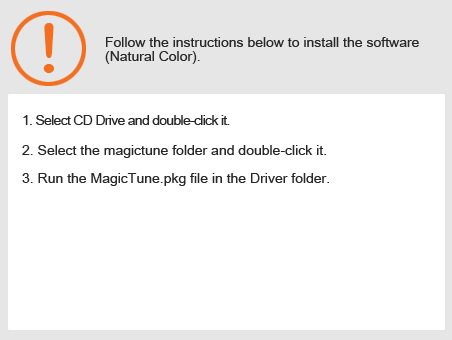 Follow the instructions below to install the software
(Natural Color).
1. Select CD Drive and double-click it.
2. Select the magictune folder and double-click it.
3. Run the MagicTune.pkg file in the Driver folder.